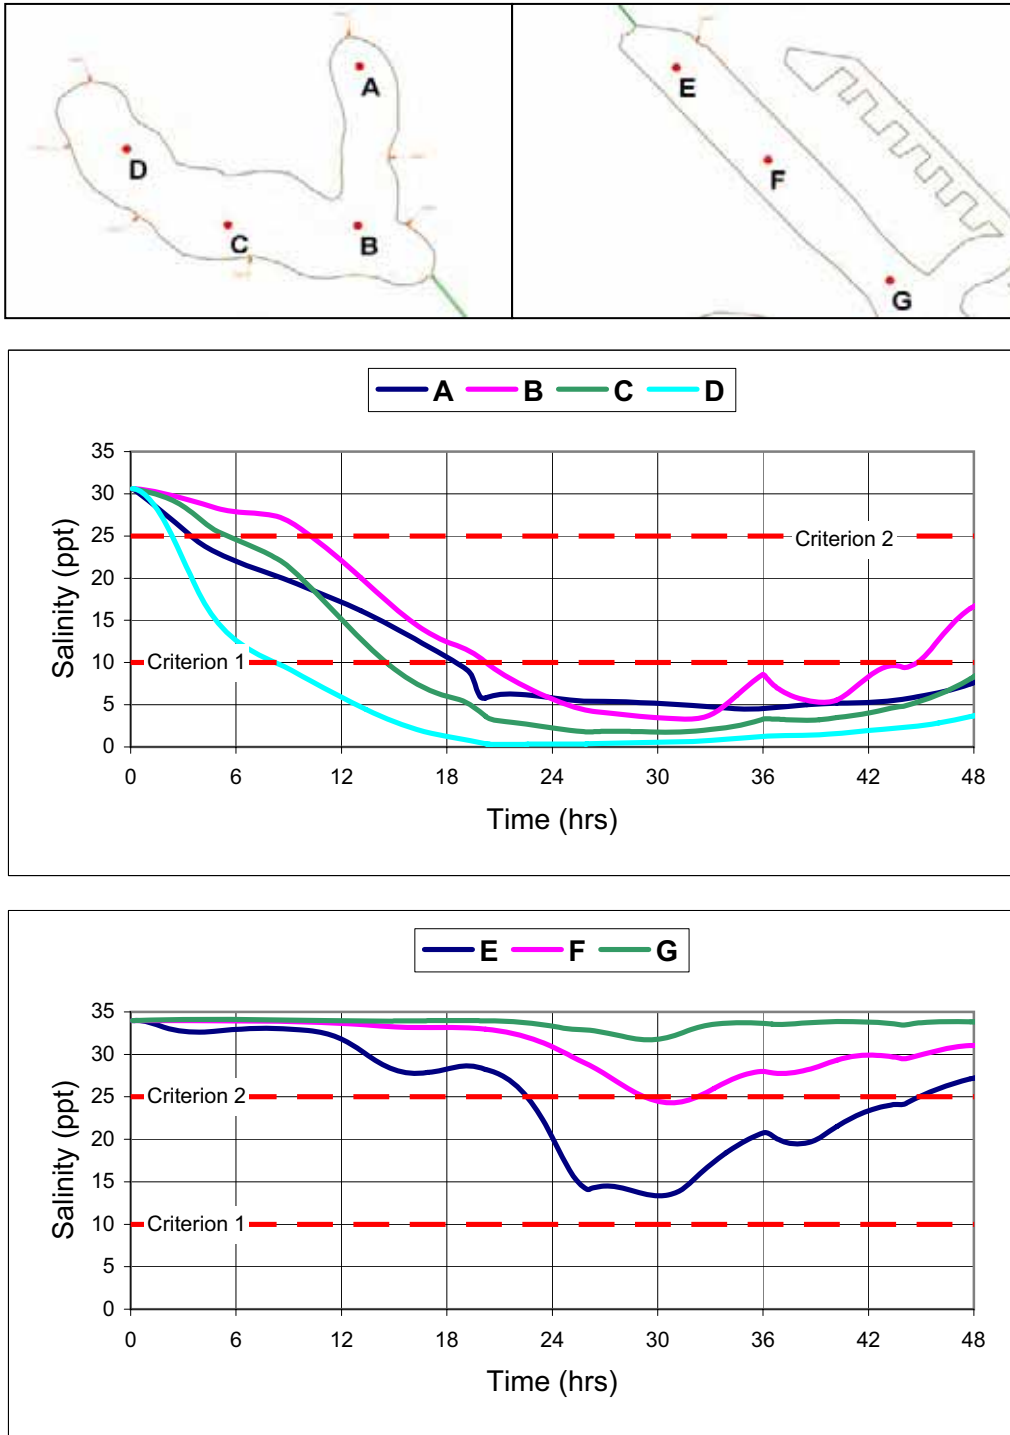 A
D
C
B
E
F
G
A B C D
35
30
25
20
15
10
5
0
Criterion 2
Criterion 1
Salinity (ppt)
0 6 12 18 24 30 36 42 48
Time (hrs)
E F G
35
30
25
20
15
10
5
0
Criterion 2
Criterion 1
Salinity (ppt)
0 6 12 18 24 30 36 42 48
Time (hrs)